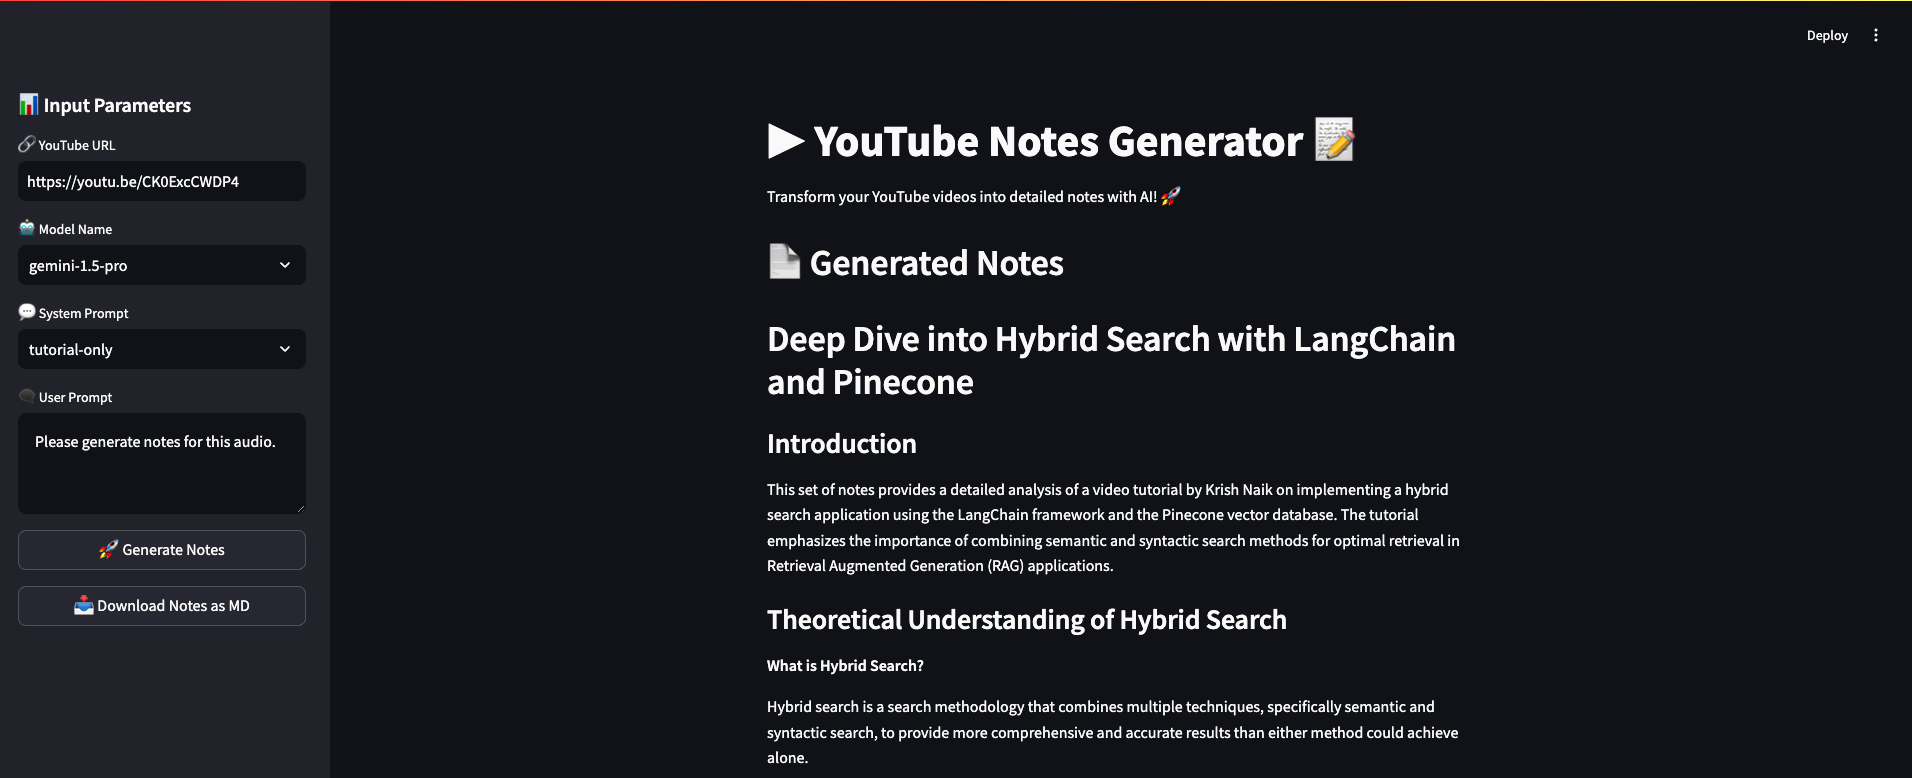 Deploy
📊 Input Parameters
🔗 YouTube URL
https://youtu.be/CK0ExcCWDP4
🤖 Model Name
gemini-1.5-pro
💬 System Prompt
tutorial-only
🗨 User Prompt
Please generate notes for this audio.
🚀 Generate Notes
📥 Download Notes as MD
▶ YouTube Notes Generator 📝
Transform your YouTube videos into detailed notes with AI! 🚀
📄 Generated Notes
Deep Dive into Hybrid Search with LangChain
and Pinecone
Introduction
This set of notes provides a detailed analysis of a video tutorial by Krish Naik on implementing a hybrid
search application using the LangChain framework and the Pinecone vector database. The tutorial
emphasizes the importance of combining semantic and syntactic search methods for optimal retrieval in
Retrieval Augmented Generation (RAG) applications.
Theoretical Understanding of Hybrid Search
What is Hybrid Search?
Hybrid search is a search methodology that combines multiple techniques, specifically semantic and
syntactic search, to provide more comprehensive and accurate results than either method could achieve
alone.